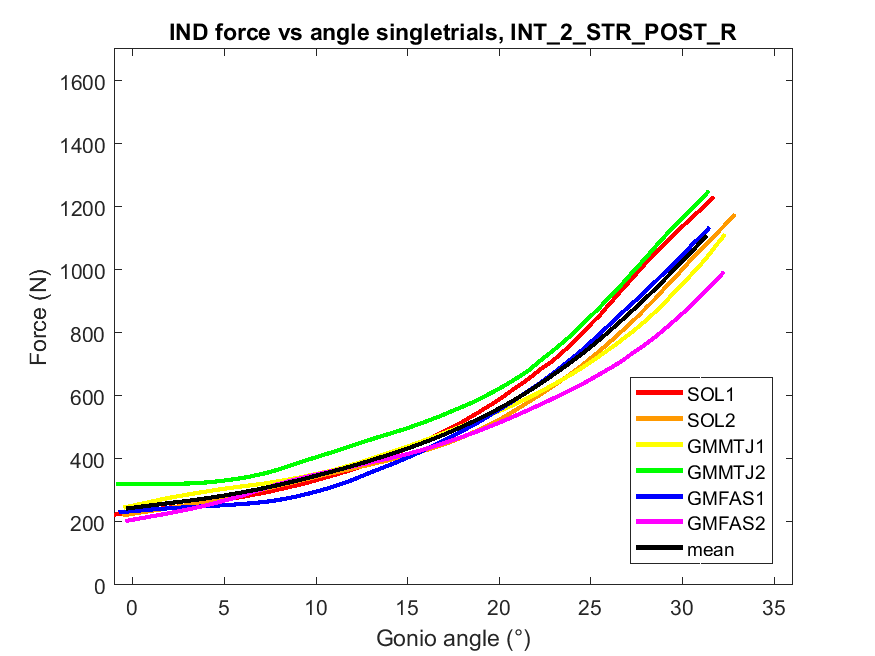 IND force vs angle singletrials, INT_2_STR_POST_R
Force (N)
1600
1400
1200
1000
800
600
400
200
0
0 5 10 15 20 25 30 35
Gonio angle (°)
SOL1
SOL2
GMMTJ1
GMMTJ2
GMFAS1
GMFAS2
mean